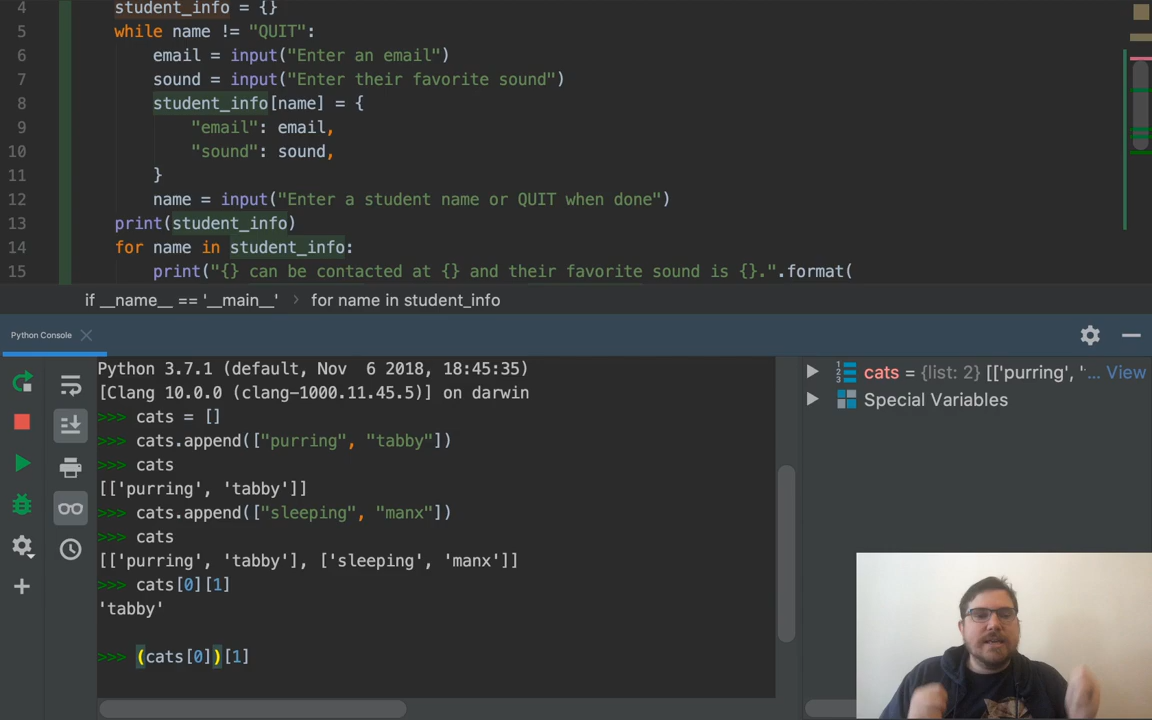 4 student_info = {}
5 while name != "QUIT":
6 email = input("Enter an email")
7 sound = input("Enter their favorite sound")
8 student_info[name] = {
9 "email": email,
10 "sound": sound,
11 }
12 name = input("Enter a student name or QUIT when done")
13 print(student_info)
14 for name in student_info:
15 print("{} can be contacted at {} and their favorite sound is {}.".format(
if __name__ == '__main__' › for name in student_info
Python Console
Python 3.7.1 (default, Nov  6 2018, 18:45:35)
[Clang 10.0.0 (clang-1000.11.45.5)] on darwin
>>> cats = []
>>> cats.append(["purring", "tabby"])
>>> cats
[['purring', 'tabby']]
>>> cats.append(["sleeping", "manx"])
>>> cats
[['purring', 'tabby'], ['sleeping', 'manx']]
>>> cats[0][1]
'tabby'
>>> (cats[0])[1]
cats = {list: 2} [['purring', '... View
Special Variables